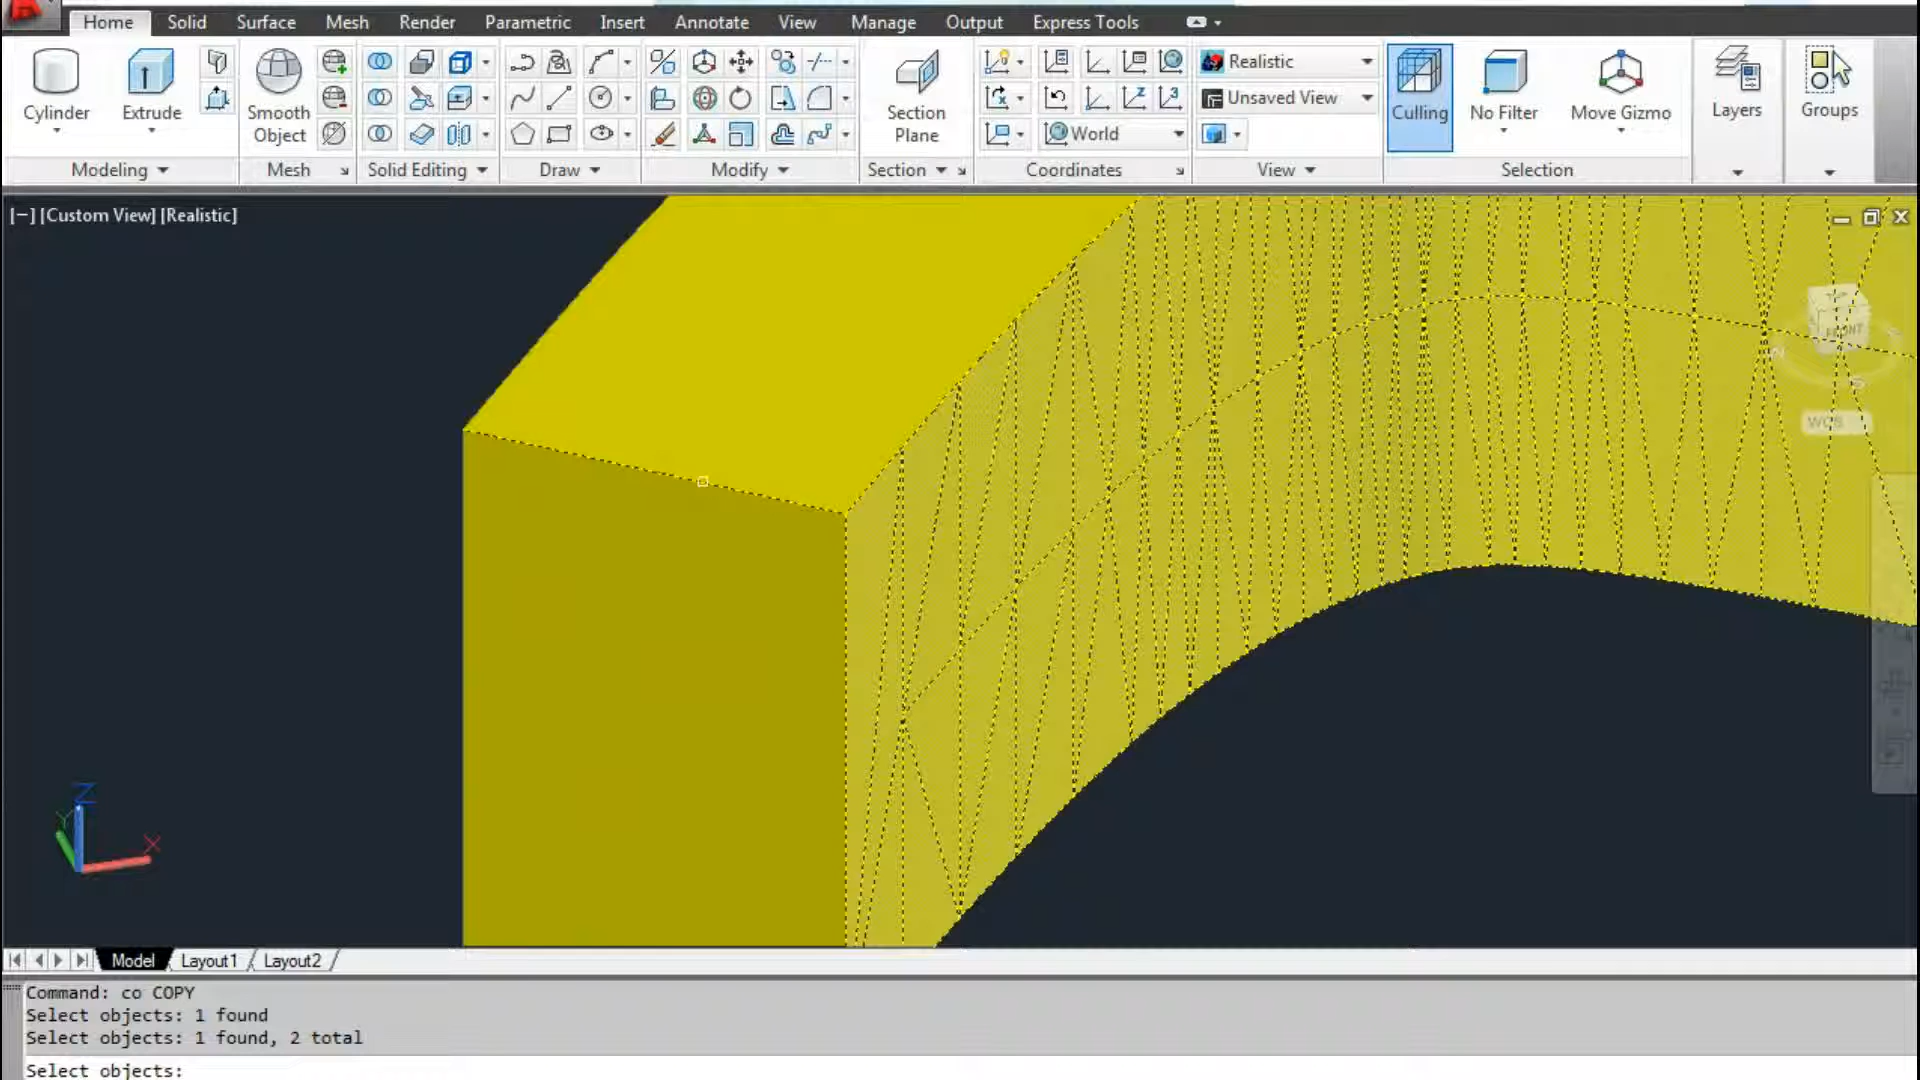 Home Solid Surface Mesh Render Parametric Insert Annotate View Manage Output Express Tools
Cylinder
Extrude
Smooth
Object
Section
Plane
World
Realistic
Unsaved View
Culling
No Filter
Move Gizmo
Layers
Groups
Modeling Mesh Solid Editing Draw Modify Section Coordinates View Selection
[−] [Custom View] [Realistic]
FRONT
N
S
WCS
Z
Y
X
Model Layout1 Layout2
Command: co COPY
Select objects: 1 found
Select objects: 1 found, 2 total
Select objects: